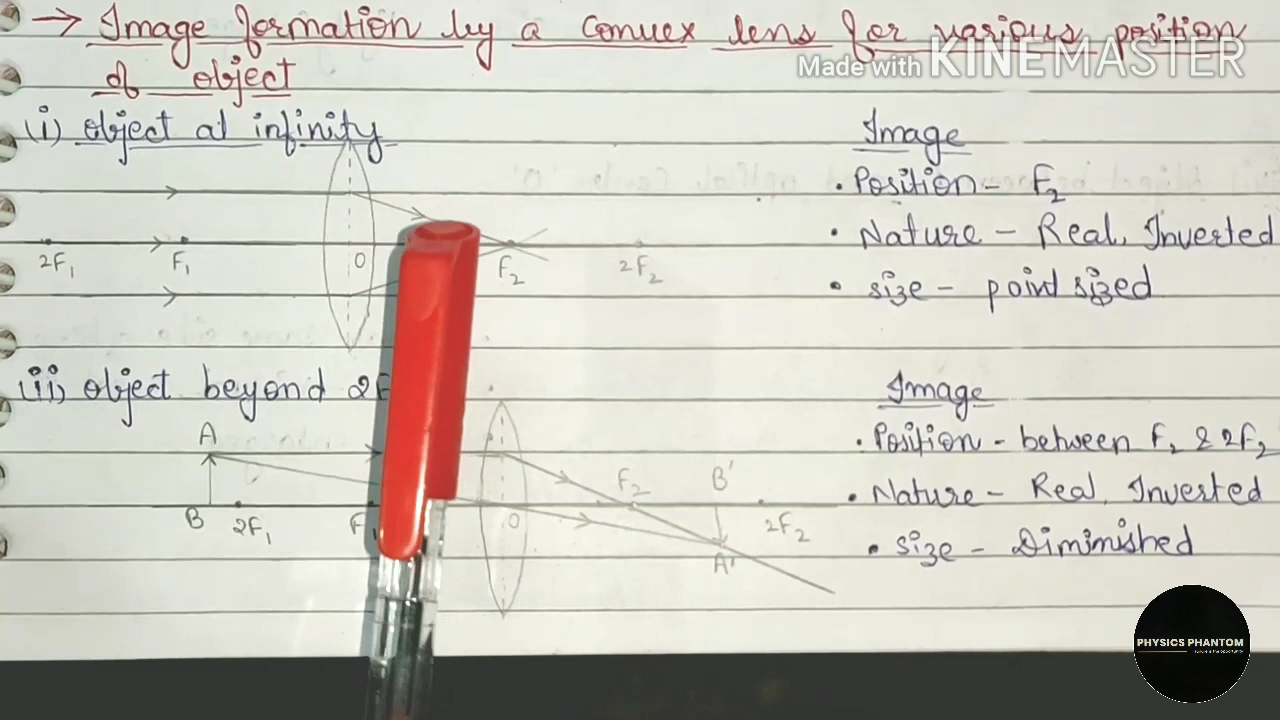 → Image formation by a convex lens for various position
of object
Made with KINEMASTER
(i) object at infinity
2F₁ F₁ O F₂ 2F₂
Image
• Position - F₂
• Nature - Real, Inverted
• size - point sized
(ii) object beyond
A
B 2F₁ O F₂ B' 2F₂
A'
Image
• Position - between F₂ & 2F₂
• Nature - Real, Inverted
• size - Diminished
PHYSICS PHANTOM